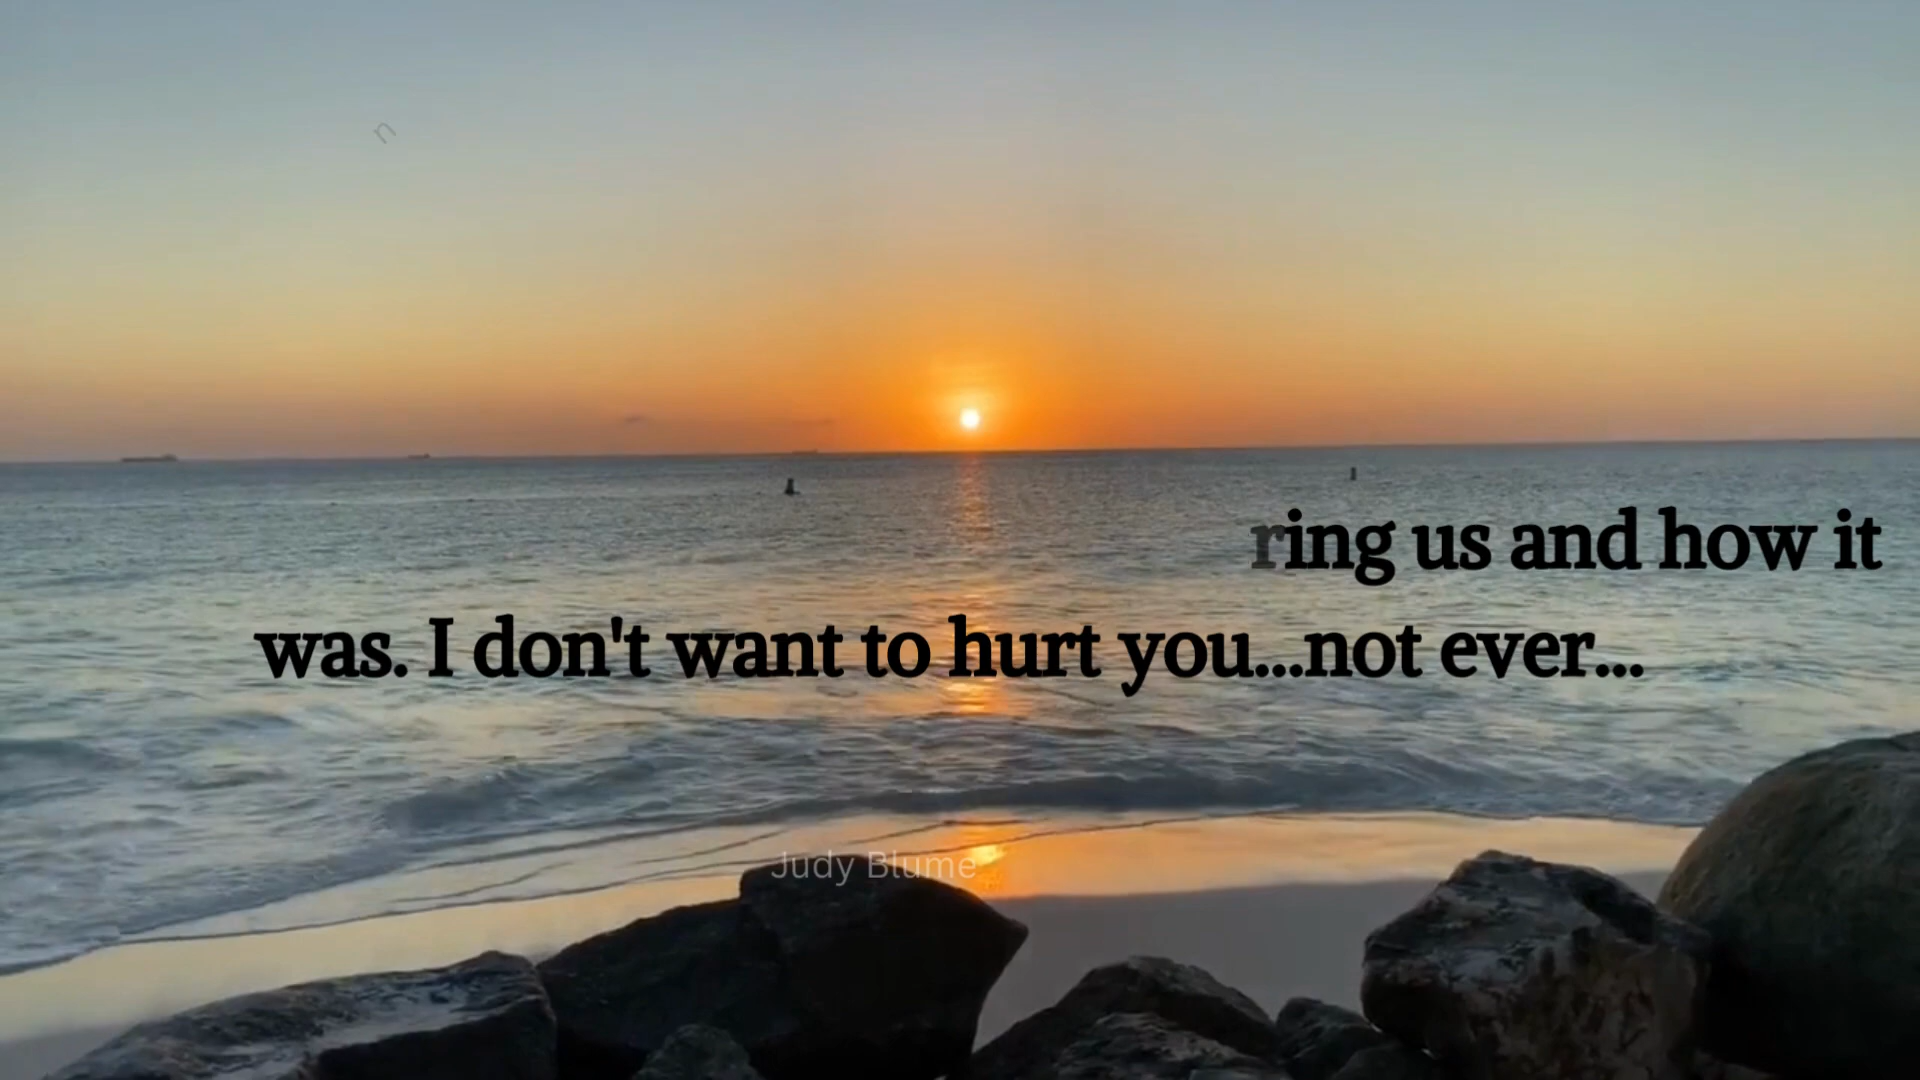 n
ring us and how it
was. I don't want to hurt you...not ever...
Judy Blume